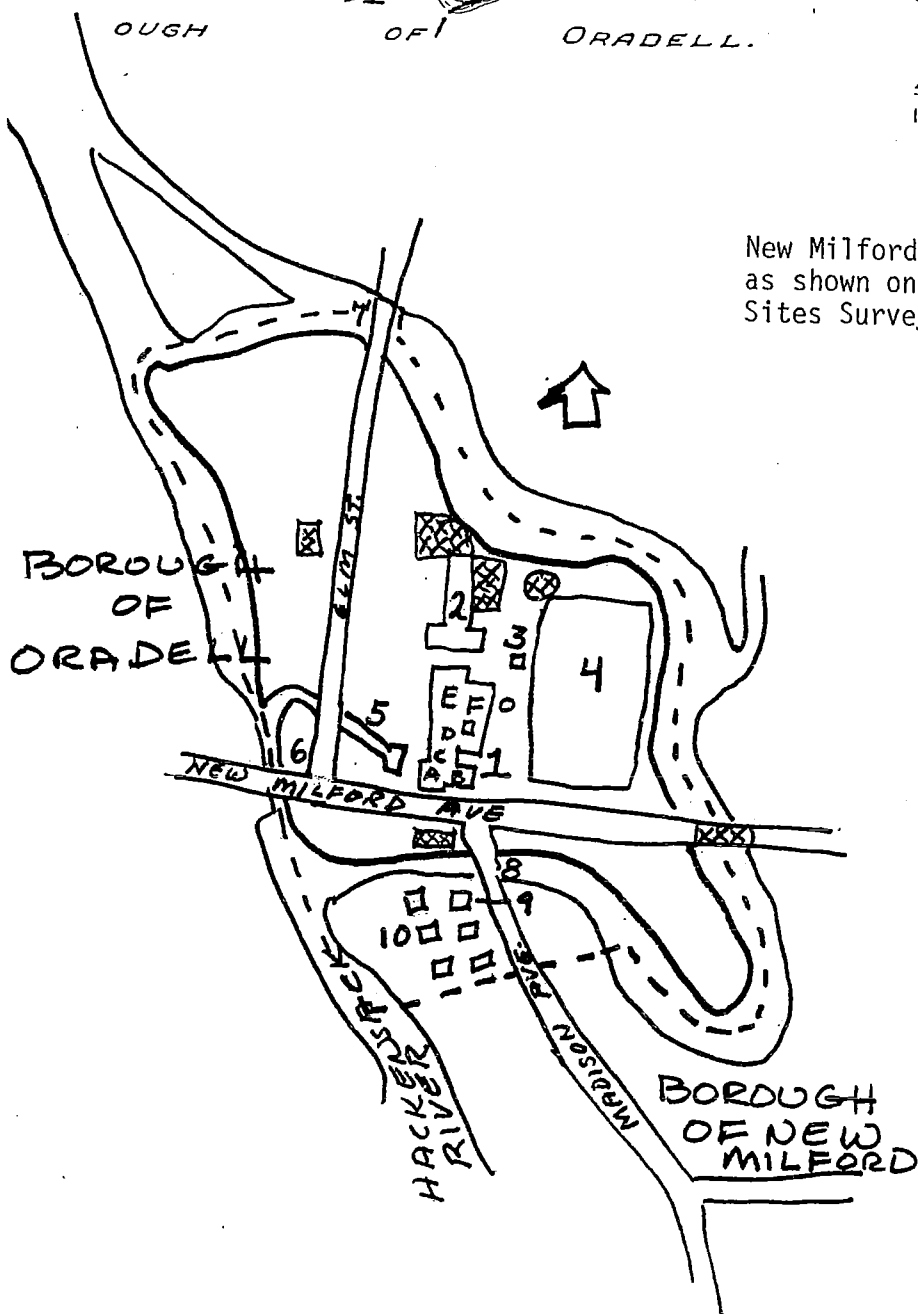 OUGH OF ORADELL.
New Milford
as shown on
Sites Surve
7
ELM ST.
BOROUGH
OF
ORADELL
2
3
4
E F
D
C
A B 1
5
6
NEW MILFORD AVE
8
9
10
HACKENSACK
RIVER
MADISON AVE.
BOROUGH
OF NEW
MILFORD